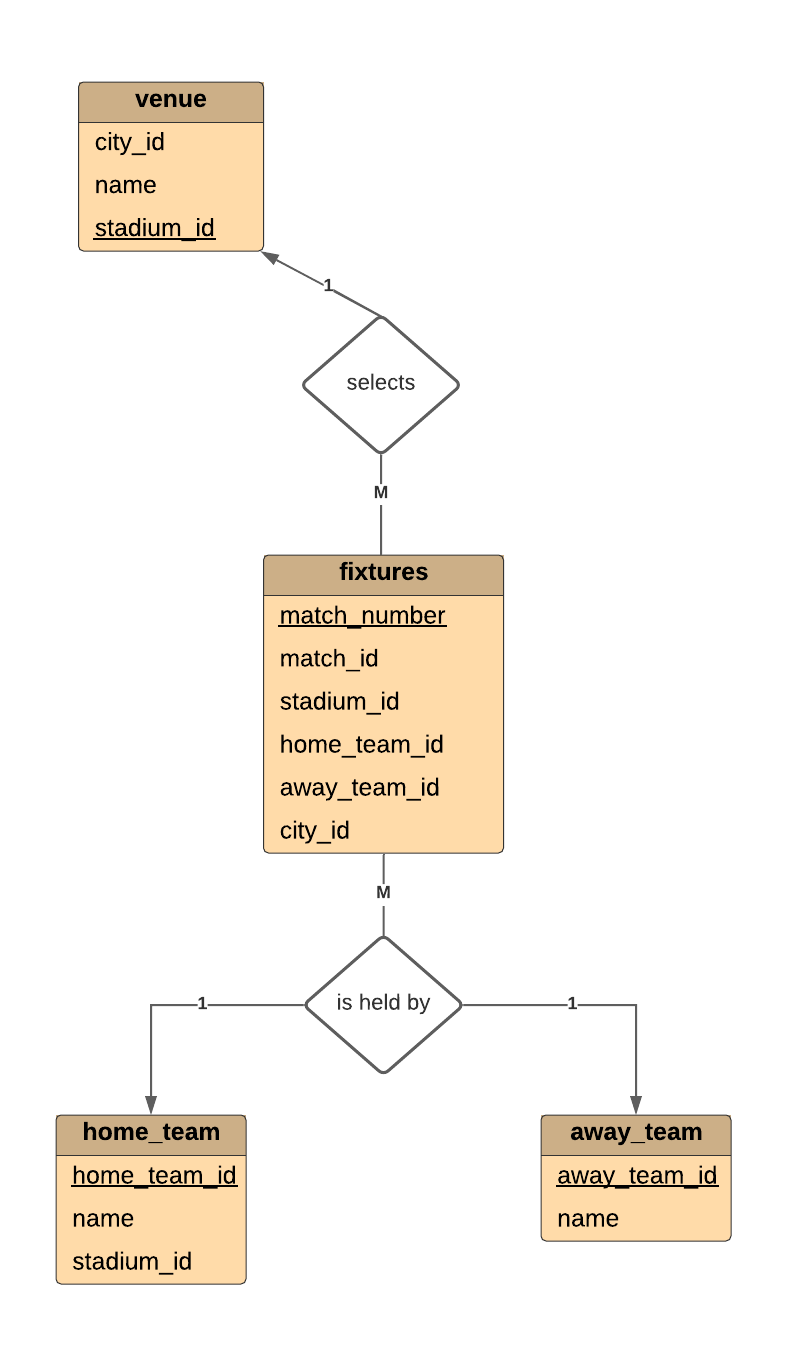 venue
city_id
name
stadium_id
1
selects
M
fixtures
match_number
match_id
stadium_id
home_team_id
away_team_id
city_id
M
is held by
1
1
home_team
home_team_id
name
stadium_id
away_team
away_team_id
name